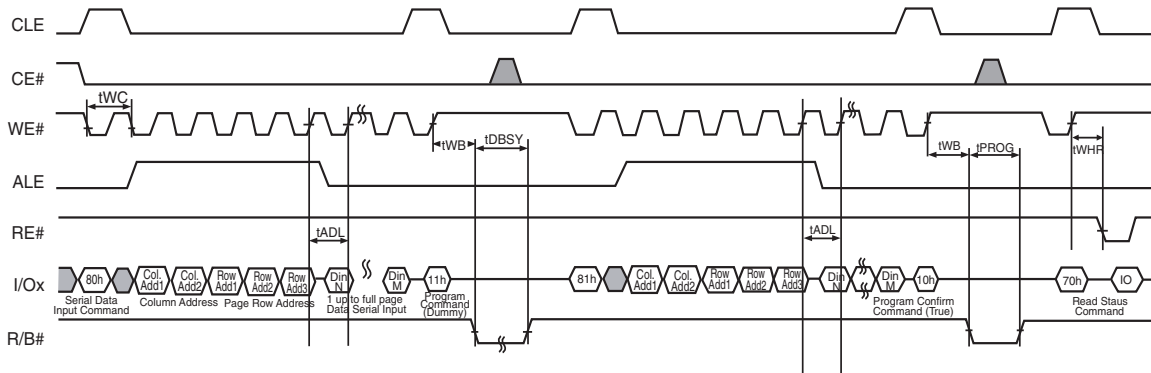 CLE
CE#
tWC
WE#
tWB
tDBSY
tWB
tPROG
tWHR
ALE
RE#
tADL
tADL
I/Ox
80h
Col. Add1
Col. Add2
Row Add1
Row Add2
Row Add3
Din N
Din M
11h
81h
Col. Add1
Col. Add2
Row Add1
Row Add2
Row Add3
Din N
Din M
10h
70h
IO
Serial Data
Input Command
Column Address
Page Row Address
1 up to full page
Data Serial Input
Program
Command
(Dummy)
Program Confirm
Command (True)
Read Staus
Command
R/B#